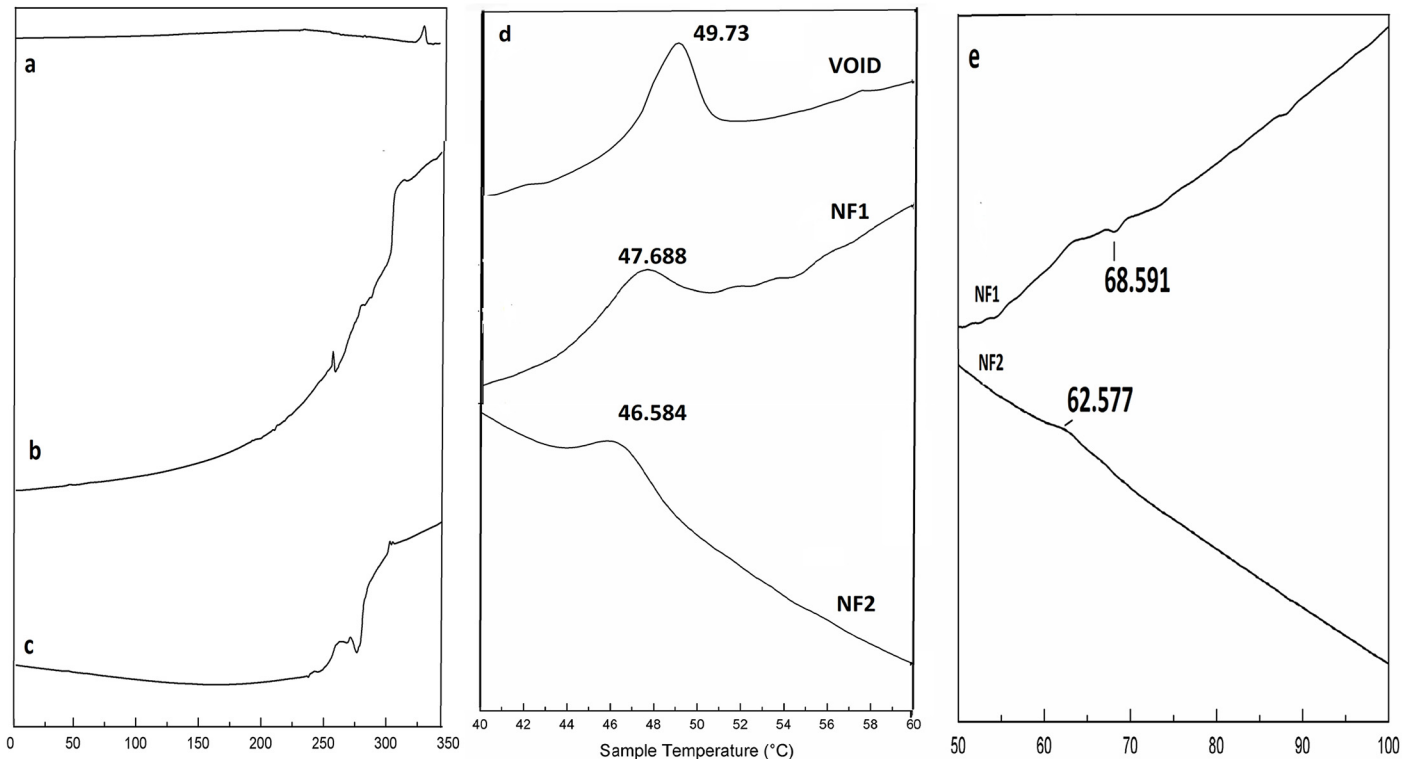 a
b
c
0 50 100 150 200 250 300 350
d
49.73
VOID
NF1
47.688
46.584
NF2
40 42 44 46 48 50 52 54 56 58 60
Sample Temperature (°C)
e
NF1
68.591
NF2
62.577
50 60 70 80 90 100